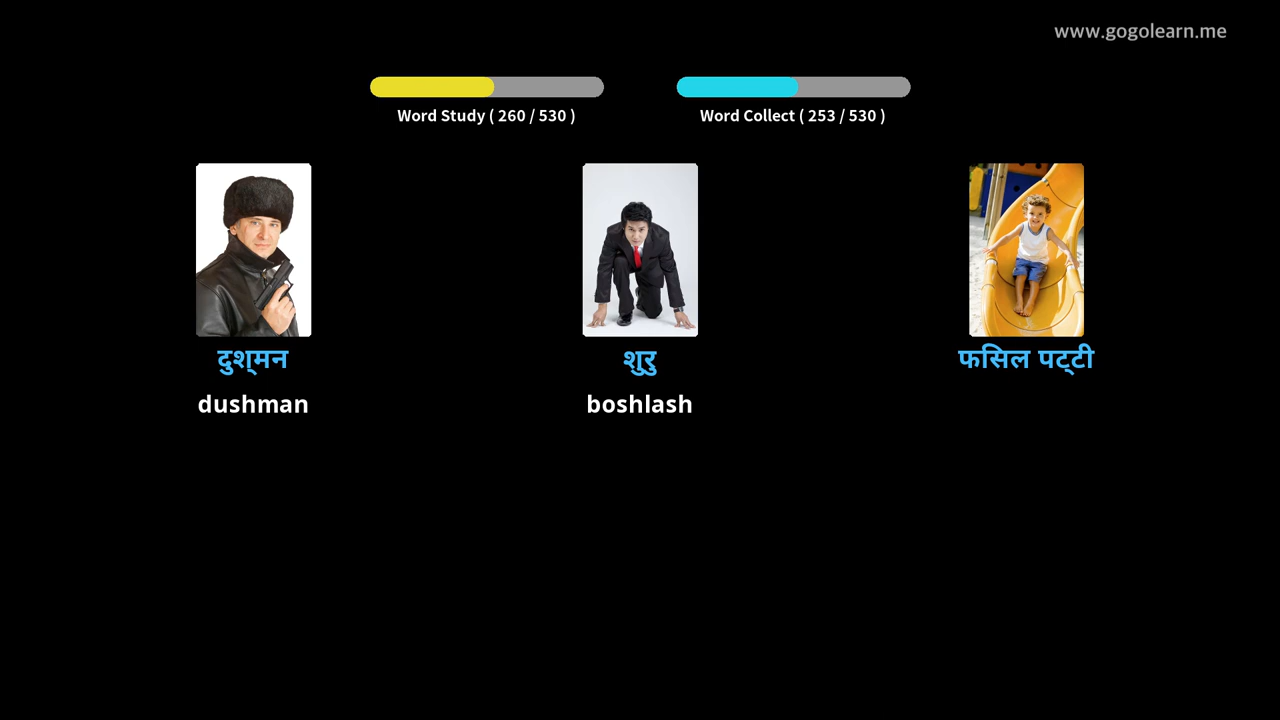 www.gogolearn.me
Word Study ( 260 / 530 )
Word Collect ( 253 / 530 )
दुश्मन
शुरु
फसिल पट्टी
dushman
boshlash